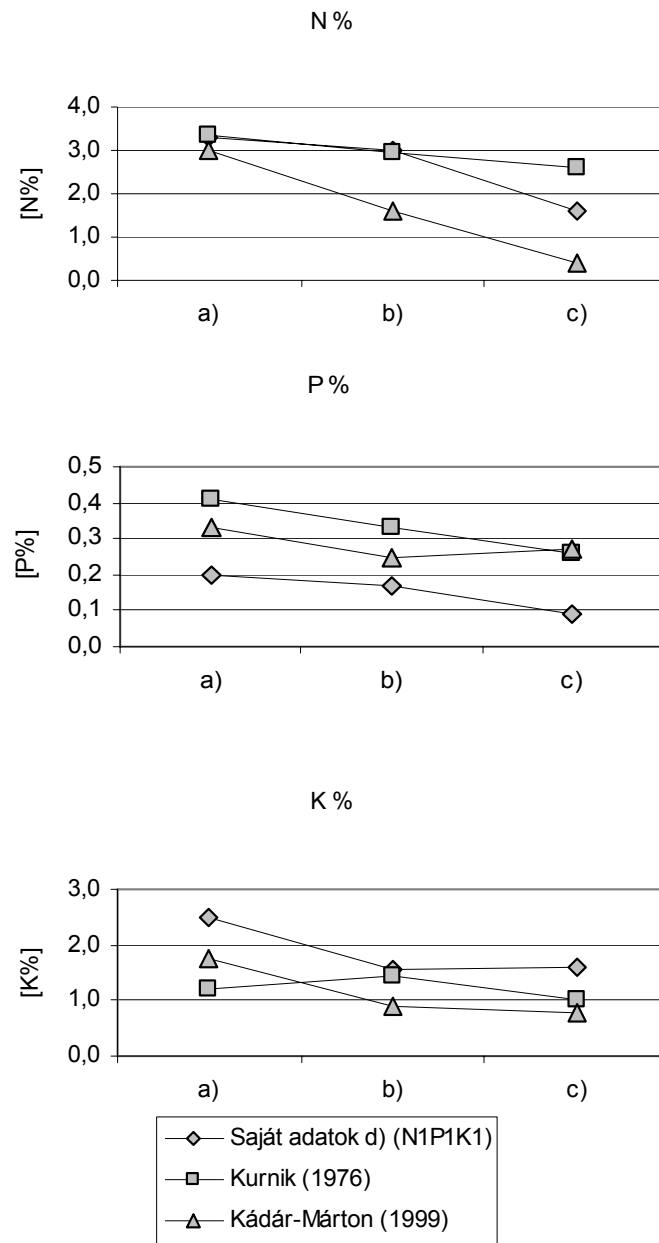 N %
4,0
3,0
2,0
1,0
0,0
[N%]
a) b) c)
P %
0,5
0,4
0,3
0,2
0,1
0,0
[P%]
a) b) c)
K %
3,0
2,0
1,0
0,0
[K%]
a) b) c)
Saját adatok d) (N1P1K1)
Kurnik (1976)
Kádár-Márton (1999)